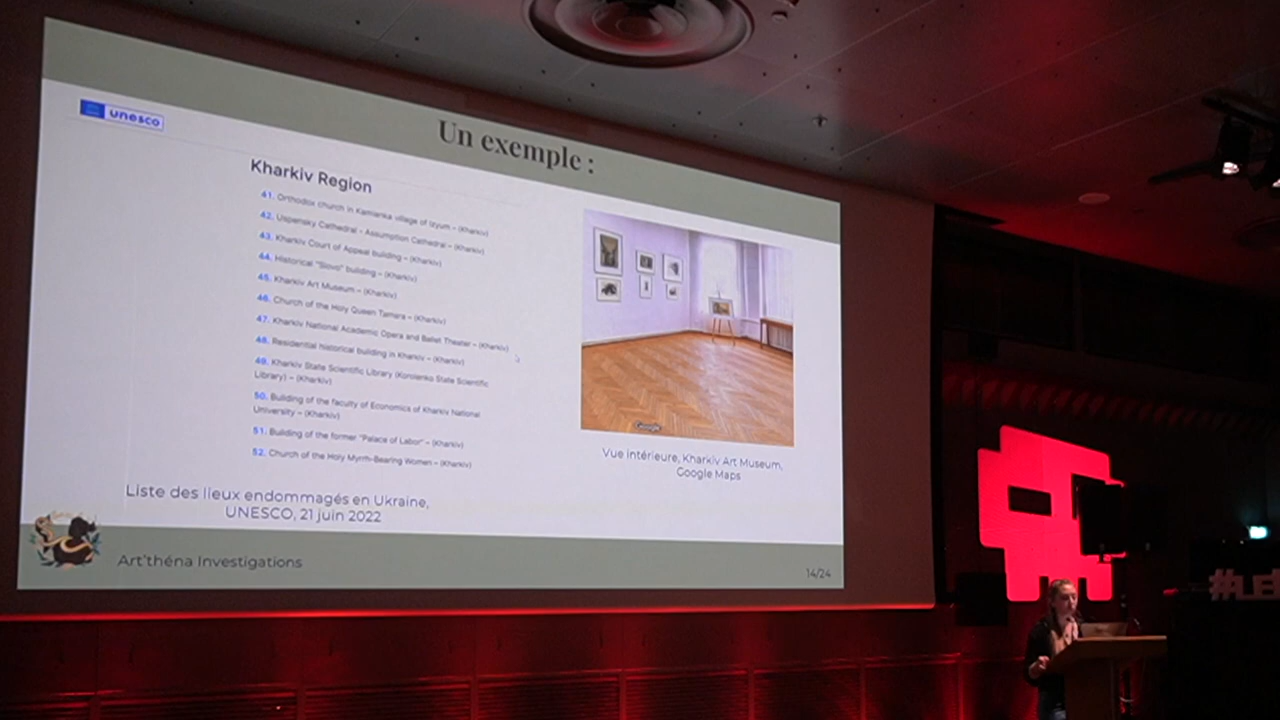 unesco
Un exemple :
Kharkiv Region
41. Orthodox church in Kamianka village of Izyum – (Kharkiv)
42. Uspensky Cathedral - Assumption Cathedral – (Kharkiv)
43. Kharkiv Court of Appeal building – (Kharkiv)
44. Historical "Slovo" building – (Kharkiv)
45. Kharkiv Art Museum – (Kharkiv)
46. Church of the Holy Queen Tamara – (Kharkiv)
47. Kharkiv National Academic Opera and Ballet Theater – (Kharkiv)
48. Residential historical building in Kharkiv – (Kharkiv)
49. Kharkiv State Scientific Library (Korolenko State Scientific
Library) – (Kharkiv)
50. Building of the faculty of Economics of Kharkiv National
University – (Kharkiv)
51. Building of the former "Palace of Labor" – (Kharkiv)
52. Church of the Holy Myrrh-Bearing Women – (Kharkiv)
Google
Vue intérieure, Kharkiv Art Museum,
Google Maps
Liste des lieux endommagés en Ukraine,
UNESCO, 21 juin 2022
Art'théna Investigations
14/24
#LE